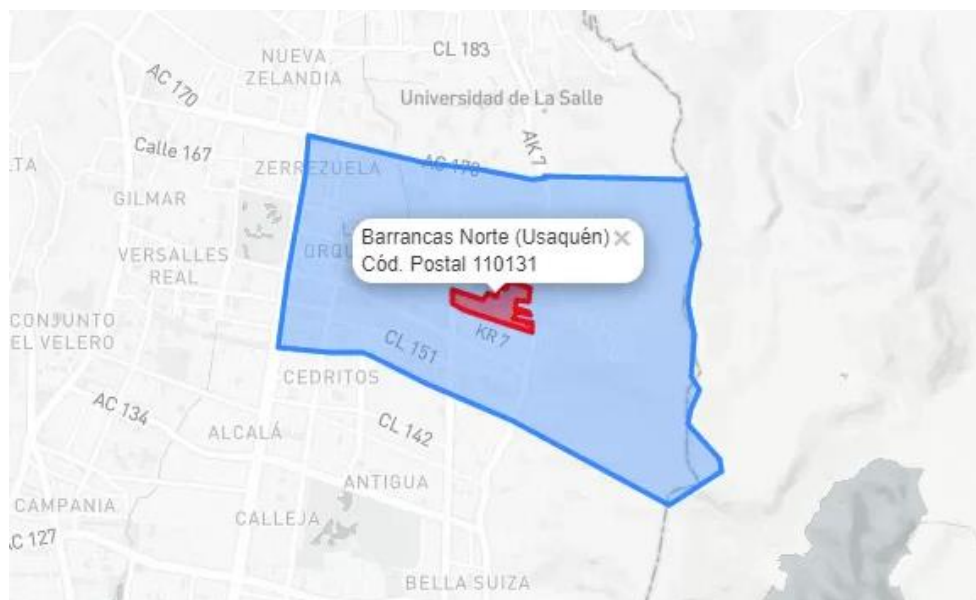 CL 183
NUEVA
ZELANDIA
AC 170
Universidad de La Salle
AK 7
Calle 167
AC 170
ZERREZUELA
GILMAR
Barrancas Norte (Usaquén) ×
Cód. Postal 110131
VERSALLES
REAL
CONJUNTO
EL VELERO
KR 7
CL 151
CEDRITOS
AC 134
CL 142
ALCALÁ
ANTIGUA
CAMPANIA
CALLEJA
C 127
BELLA SUIZA